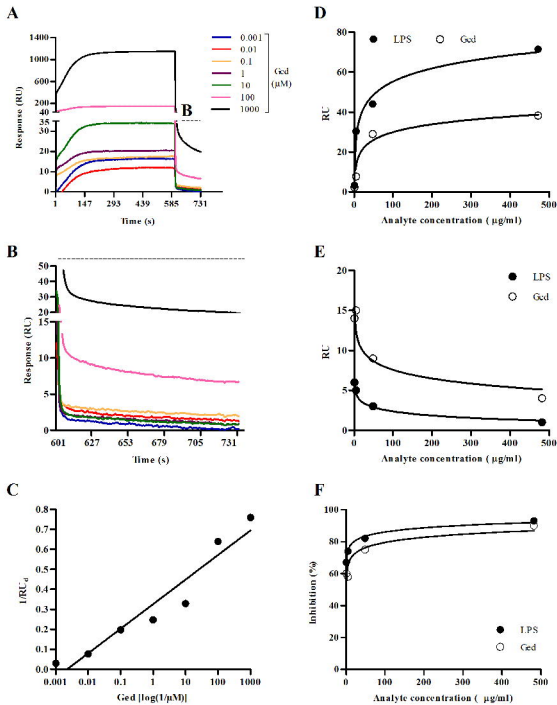 A
1400
1200
1000
800
600
400
200
40
35
30
20
10
0
Response (RU)
1 147 293 439 585 731
Time (s)
B
0.001
0.01
0.1
1
10
100
1000
Ged
(μM)
B
50
40
30
20
15
10
5
0
Response (RU)
601 627 653 679 705 731
Time (s)
C
0.8
0.7
0.6
0.5
0.4
0.3
0.2
0.1
0.0
1/RUd
0.001 0.01 0.1 1 10 100 1000
Ged [log(1/μM)]
D
LPS Ged
80
60
40
20
0
RU
0 100 200 300 400 500
Analyte concentration ( μg/ml)
E
LPS
Ged
20
15
10
5
0
RU
0 100 200 300 400 500
Analyte concentration ( μg/ml)
F
100
80
60
40
20
0
Inhibition (%)
LPS
Ged
0 100 200 300 400 500
Analyte concentration ( μg/ml)